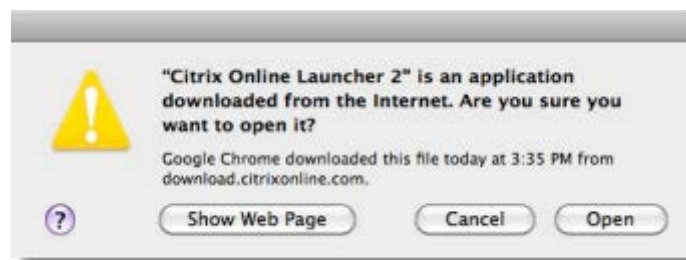 "Citrix Online Launcher 2" is an application
downloaded from the Internet. Are you sure you
want to open it?
Google Chrome downloaded this file today at 3:35 PM from
download.citrixonline.com.
?
Show Web Page
Cancel
Open